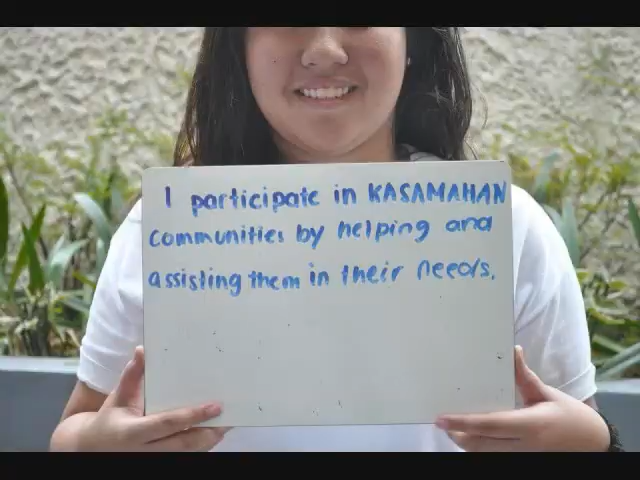 I participate in KASAMAHAN
communities by helping and
assisting them in their needs.